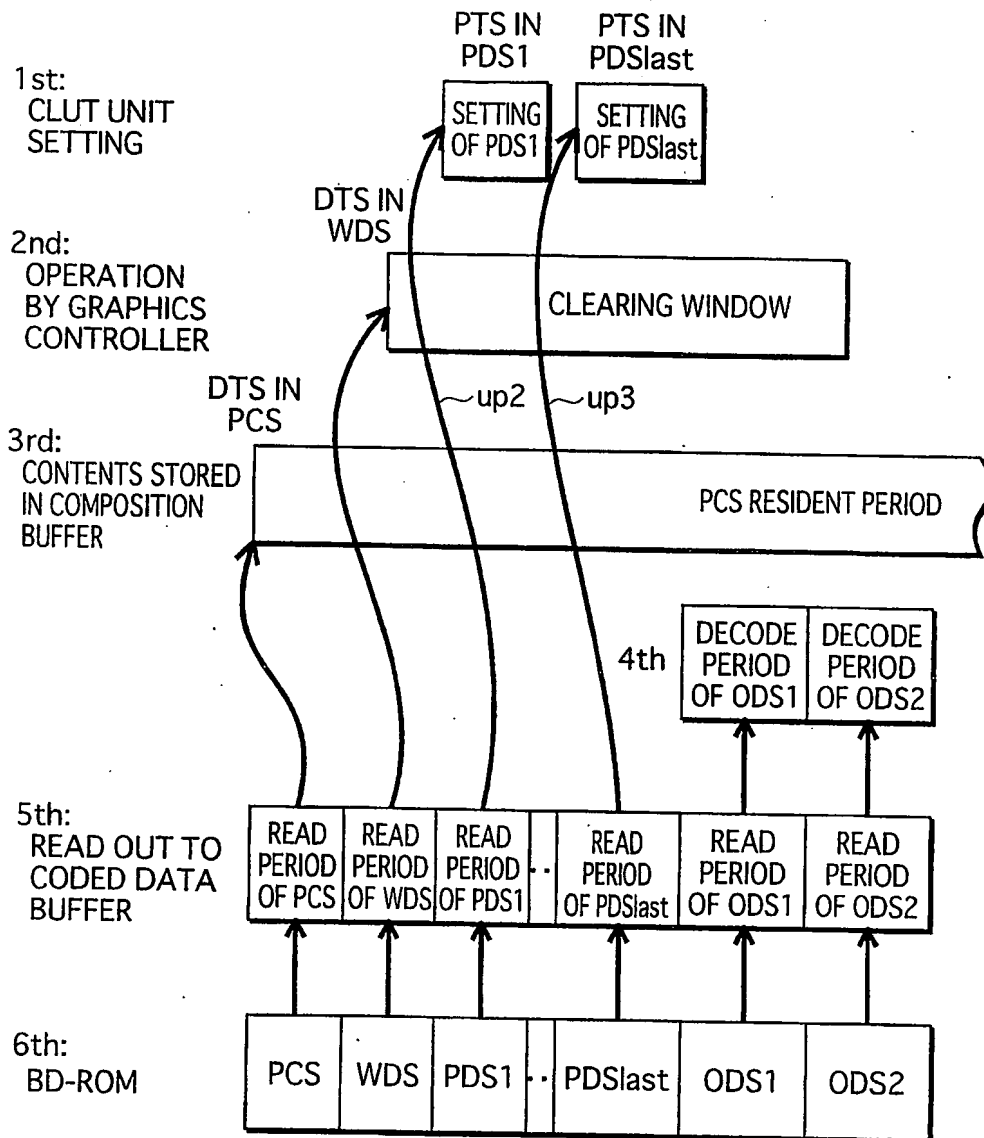 PTS IN
PDS1
PTS IN
PDSlast
1st:
CLUT UNIT
SETTING
SETTING
OF PDS1
SETTING
OF PDSlast
DTS IN
WDS
2nd:
OPERATION
BY GRAPHICS
CONTROLLER
CLEARING WINDOW
DTS IN
PCS
up2
up3
3rd:
CONTENTS STORED
IN COMPOSITION
BUFFER
PCS RESIDENT PERIOD
4th
DECODE
PERIOD
OF ODS1
DECODE
PERIOD
OF ODS2
5th:
READ OUT TO
CODED DATA
BUFFER
READ
PERIOD
OF PCS
READ
PERIOD
OF WDS
READ
PERIOD
OF PDS1
··
READ
PERIOD
OF PDSlast
READ
PERIOD
OF ODS1
READ
PERIOD
OF ODS2
6th:
BD-ROM
PCS
WDS
PDS1
··
PDSlast
ODS1
ODS2